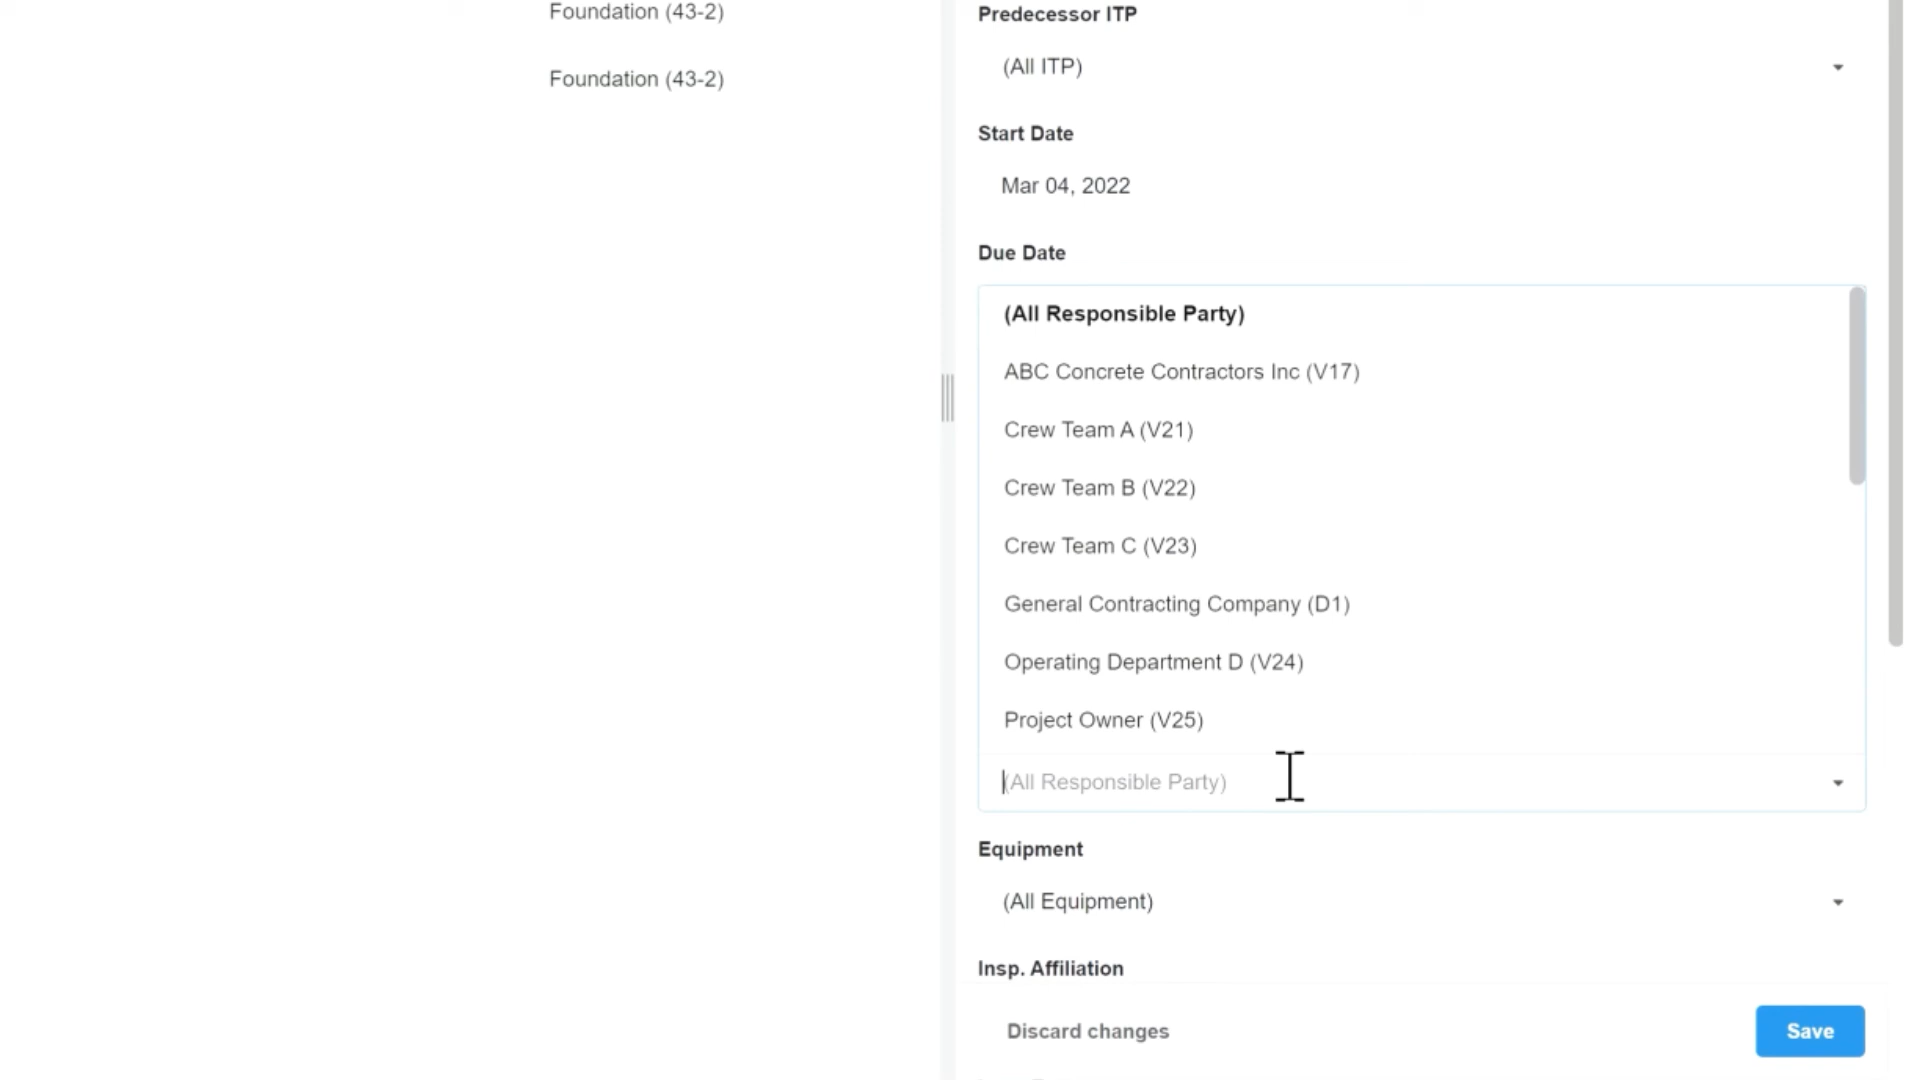 Foundation (43-2)
Foundation (43-2)
Predecessor ITP
(All ITP)
Start Date
Mar 04, 2022
Due Date
(All Responsible Party)
ABC Concrete Contractors Inc (V17)
Crew Team A (V21)
Crew Team B (V22)
Crew Team C (V23)
General Contracting Company (D1)
Operating Department D (V24)
Project Owner (V25)
(All Responsible Party)
Equipment
(All Equipment)
Insp. Affiliation
Discard changes
Save